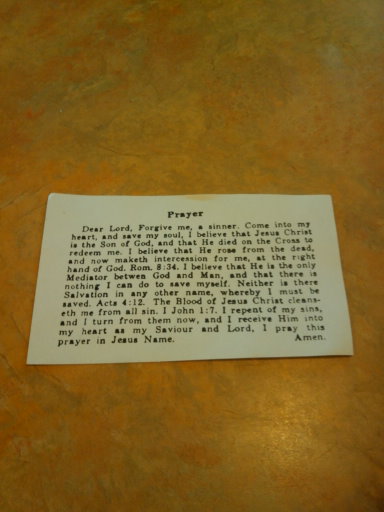 Prayer
Dear Lord, Forgive me, a sinner. Come into my
heart, and save my soul, I believe that Jesus Christ
is the Son of God, and that He died on the Cross to
redeem me. I believe that He rose from the dead,
and now maketh intercession for me, at the right
hand of God. Rom. 8:34. I believe that He is the only
Mediator betwen God and Man, and that there is
nothing I can do to save myself. Neither is there
Salvation in any other name, whereby I must be
saved. Acts 4:12. The Blood of Jesus Christ cleans-
eth me from all sin. I John 1:7. I repent of my sins,
and I turn from them now, and I receive Him into
my heart as my Saviour and Lord, I pray this
prayer in Jesus Name. Amen.